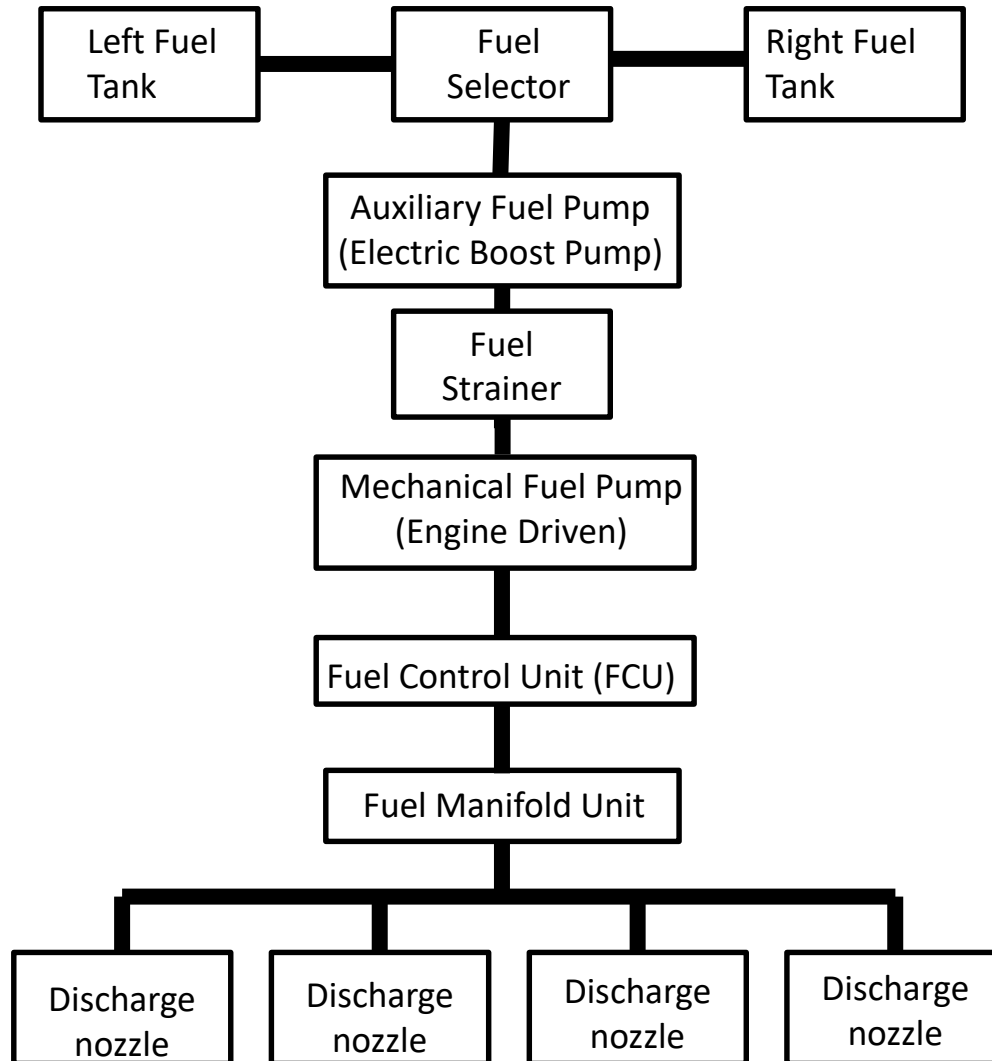 Left Fuel
Tank
Fuel
Selector
Right Fuel
Tank
Auxiliary Fuel Pump
(Electric Boost Pump)
Fuel
Strainer
Mechanical Fuel Pump
(Engine Driven)
Fuel Control Unit (FCU)
Fuel Manifold Unit
Discharge
nozzle
Discharge
nozzle
Discharge
nozzle
Discharge
nozzle